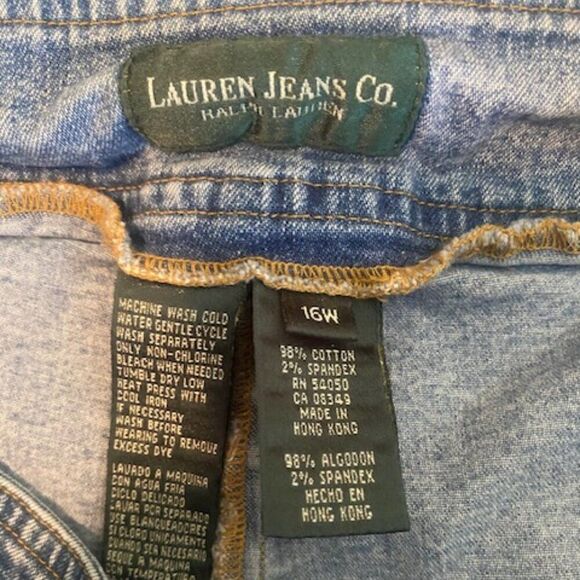 LAUREN JEANS CO.
RALPH LAUREN
MACHINE WASH COLD
WATER GENTLE CYCLE
WASH SEPARATELY
ONLY NON-CHLORINE
BLEACH WHEN NEEDED
TUMBLE DRY LOW
HEAT PRESS WITH
COOL IRON
IF NECESSARY
WASH BEFORE
WEARING TO REMOVE
EXCESS DYE
LAVADO A MAQUINA
CON AGUA FRIA
CICLO DELICADO
LAVAR POR SEPARADO
USE BLANQUEADORES
SI CLORO UNICAMENTE
CUANDO SEA NECESARIO
SEQUE A MAQUINA
EN TEMPERATURA
16W
98% COTTON
2% SPANDEX
RN 54050
CA 08349
MADE IN
HONG KONG
98% ALGODON
2% SPANDEX
HECHO EN
HONG KONG